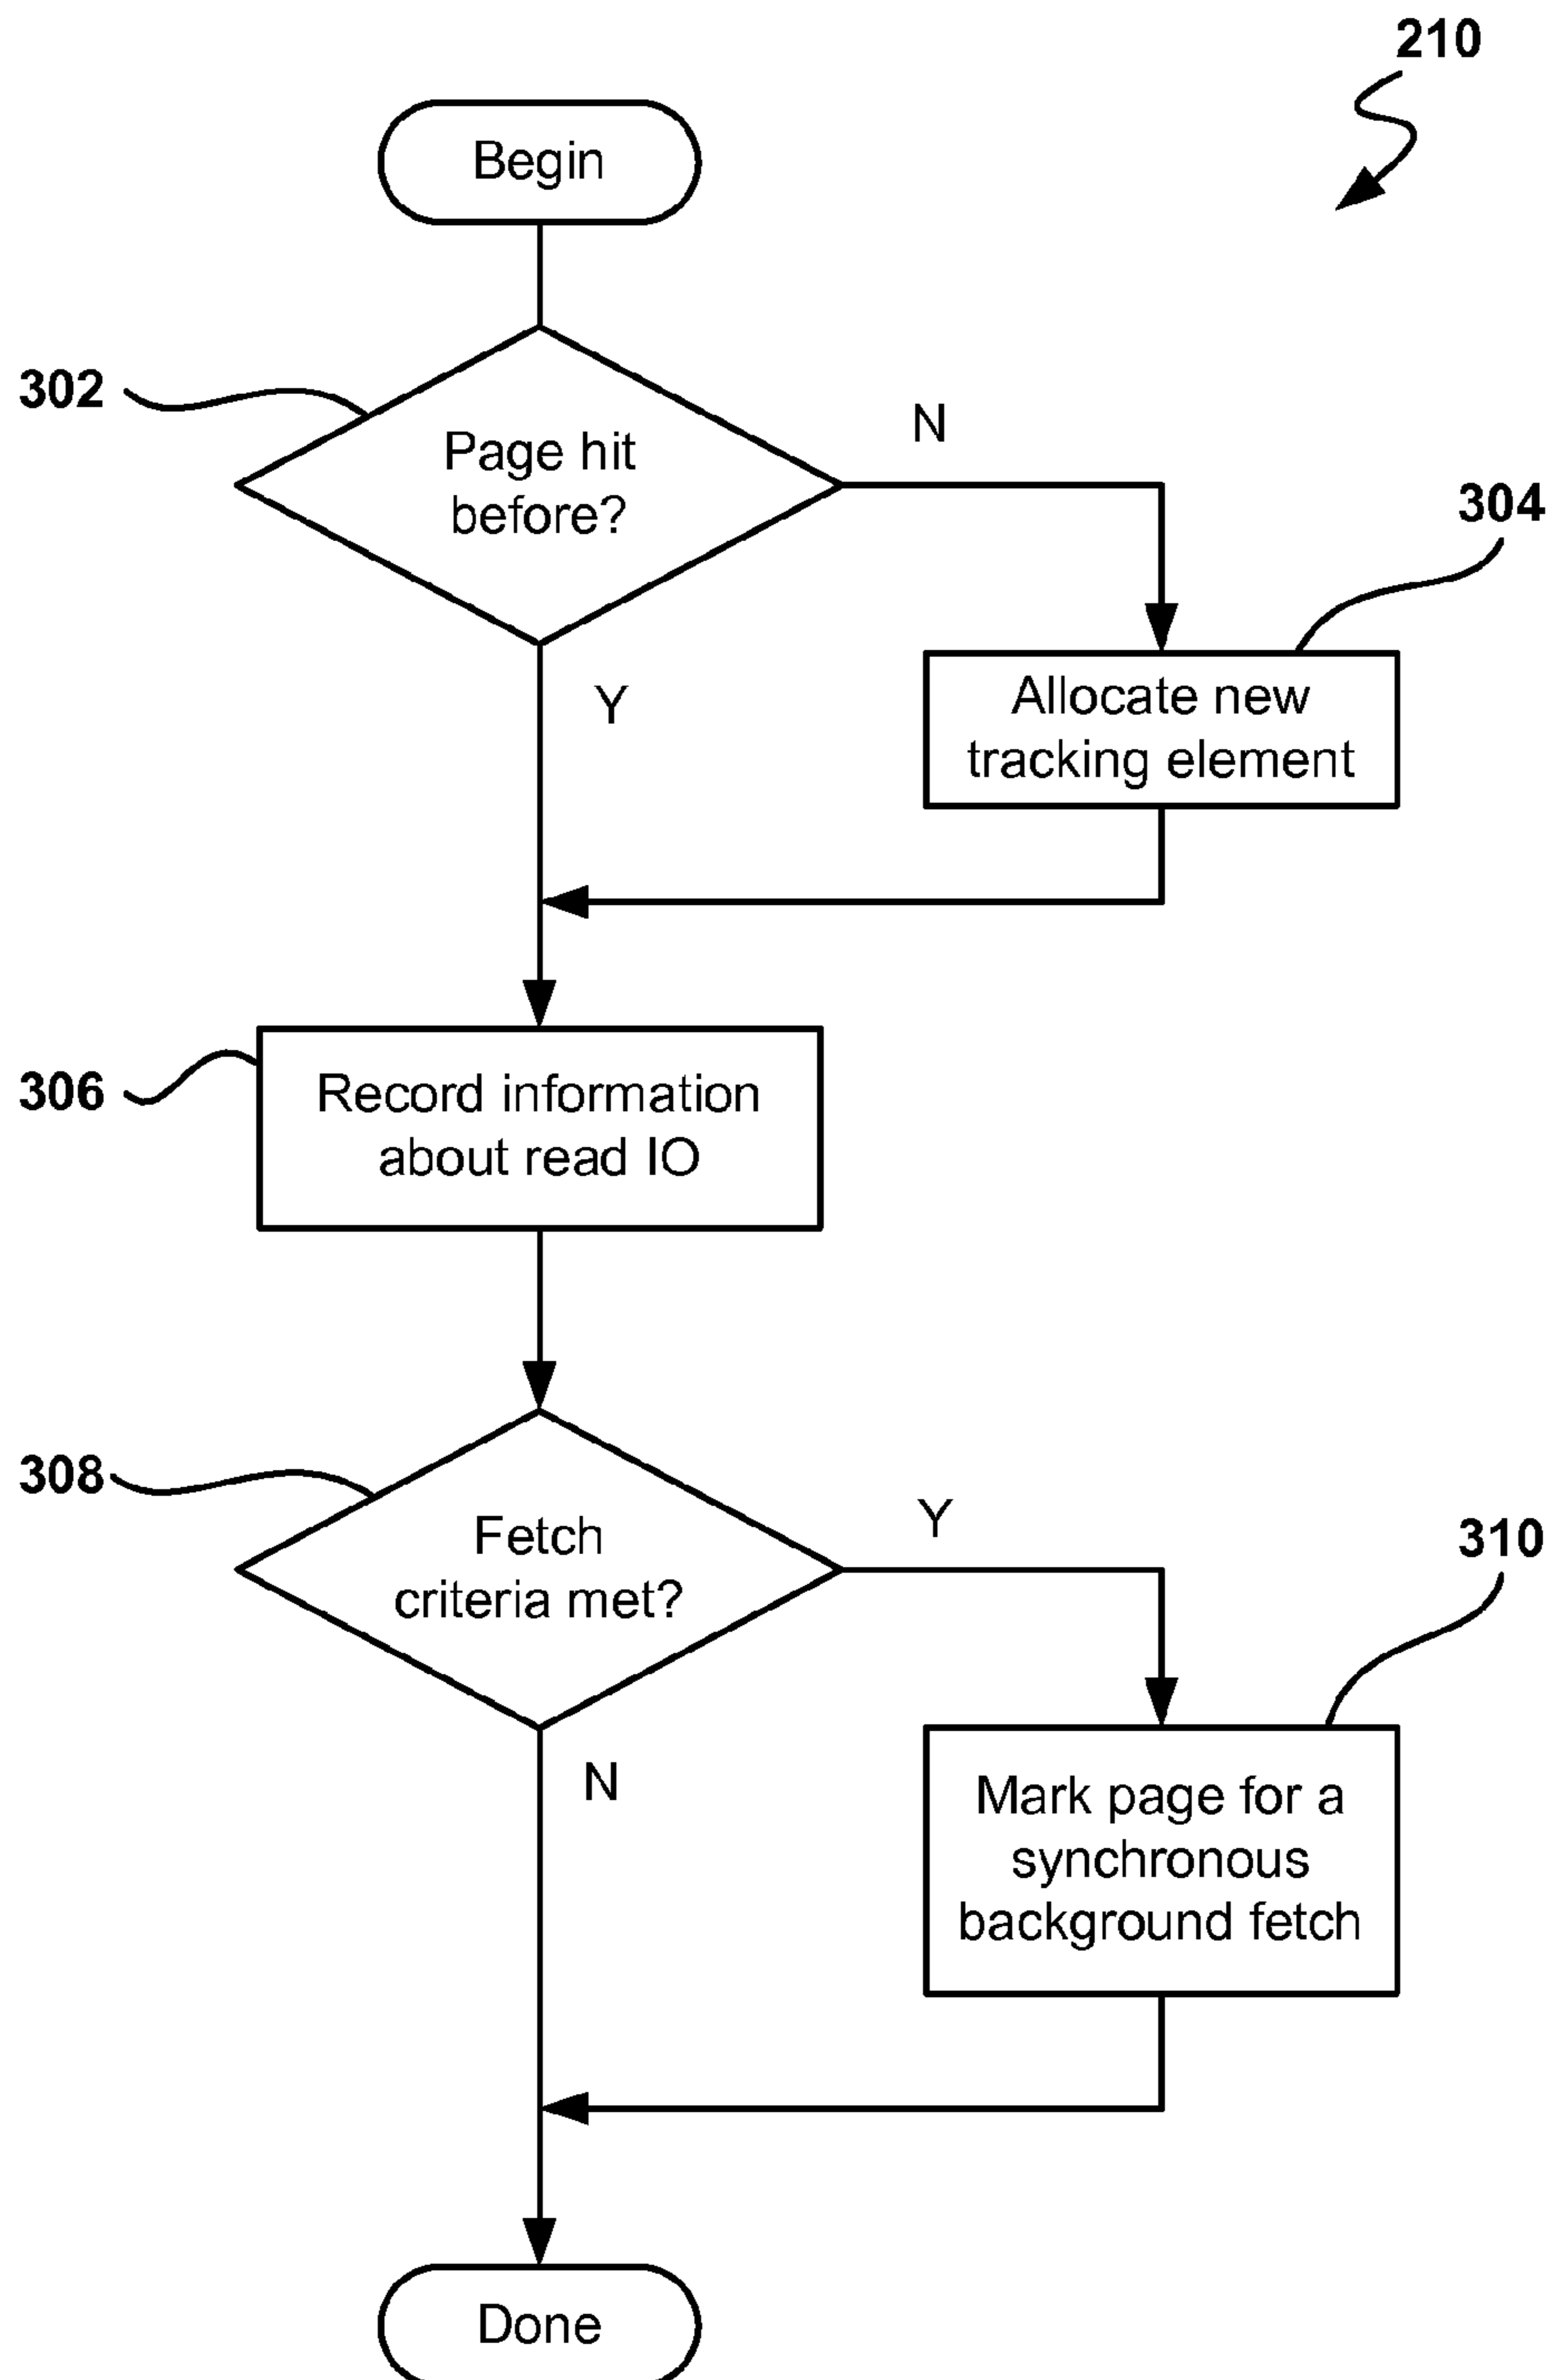 210
Begin
302
Page hit
before?
N
304
Allocate new
tracking element
Y
306
Record information
about read IO
308
Fetch
criteria met?
Y
310
Mark page for a
synchronous
background fetch
N
Done